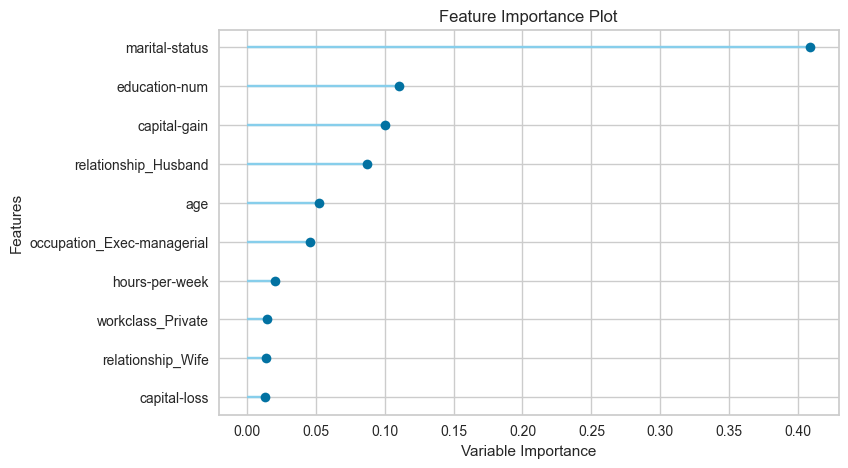 Feature Importance Plot
marital-status
education-num
capital-gain
relationship_Husband
age
occupation_Exec-managerial
hours-per-week
workclass_Private
relationship_Wife
capital-loss
Features
0.00 0.05 0.10 0.15 0.20 0.25 0.30 0.35 0.40
Variable Importance